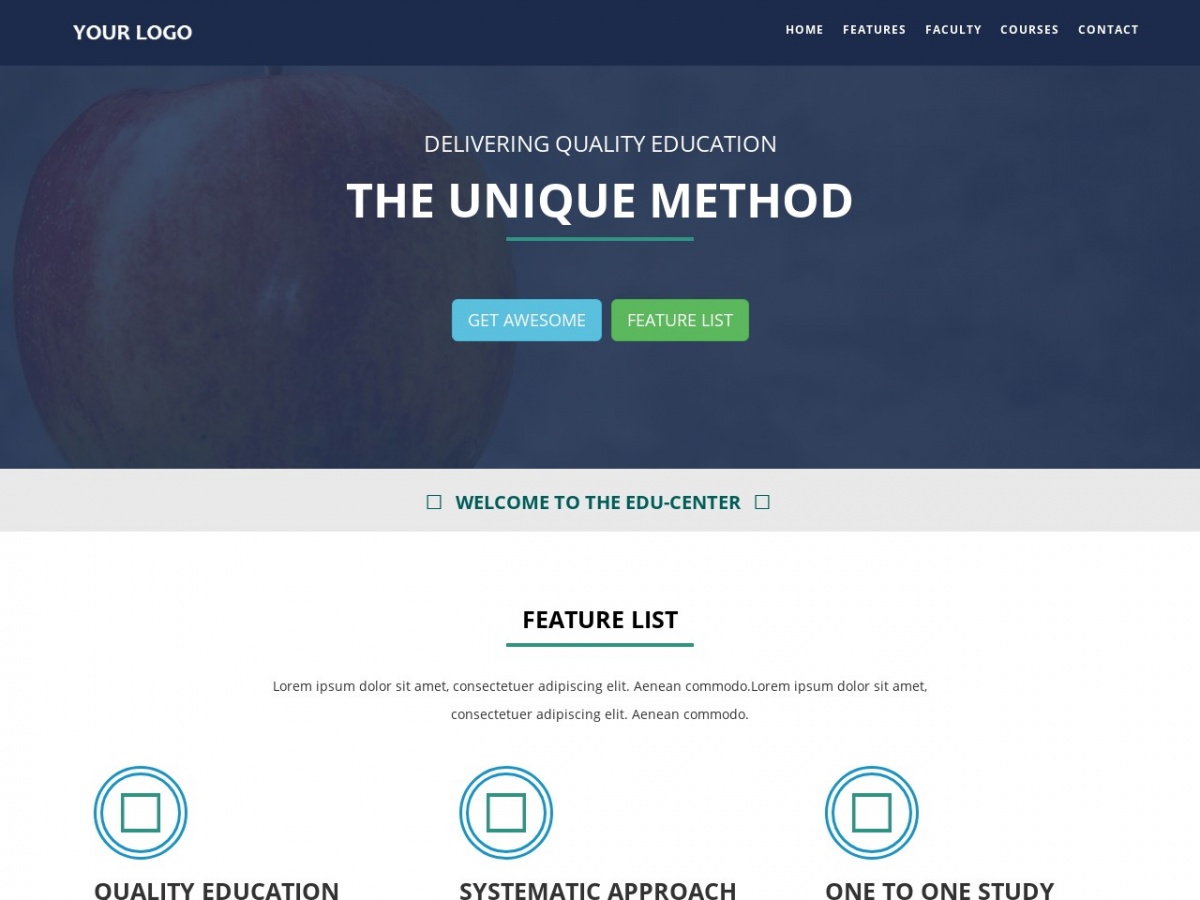 YOUR LOGO
HOME FEATURES FACULTY COURSES CONTACT
DELIVERING QUALITY EDUCATION
THE UNIQUE METHOD
GET AWESOME FEATURE LIST
WELCOME TO THE EDU-CENTER
FEATURE LIST
Lorem ipsum dolor sit amet, consectetuer adipiscing elit. Aenean commodo.Lorem ipsum dolor sit amet,
consectetuer adipiscing elit. Aenean commodo.
QUALITY EDUCATION SYSTEMATIC APPROACH ONE TO ONE STUDY